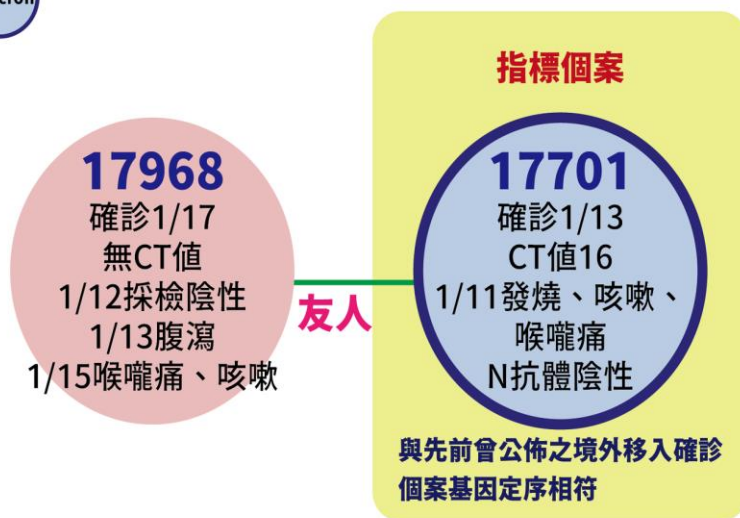 指標個案
17968
確診1/17
無CT值
1/12採檢陰性
1/13腹瀉
1/15喉嚨痛、咳嗽
友人
17701
確診1/13
CT值16
1/11發燒、咳嗽、
喉嚨痛
N抗體陰性
與先前曾公佈之境外移入確診
個案基因定序相符